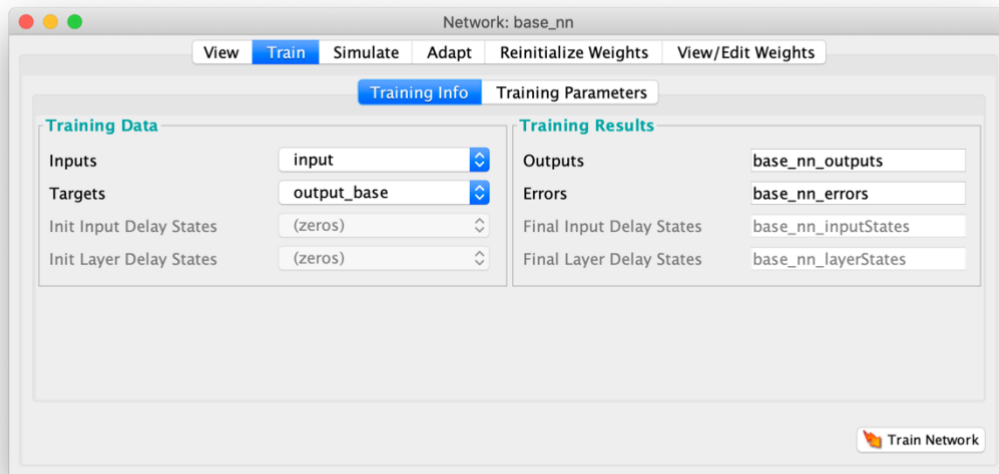 Network: base_nn
View Train Simulate Adapt Reinitialize Weights View/Edit Weights
Training Info Training Parameters
Training Data
Inputs input
Targets output_base
Init Input Delay States (zeros)
Init Layer Delay States (zeros)
Training Results
Outputs base_nn_outputs
Errors base_nn_errors
Final Input Delay States base_nn_inputStates
Final Layer Delay States base_nn_layerStates
Train Network